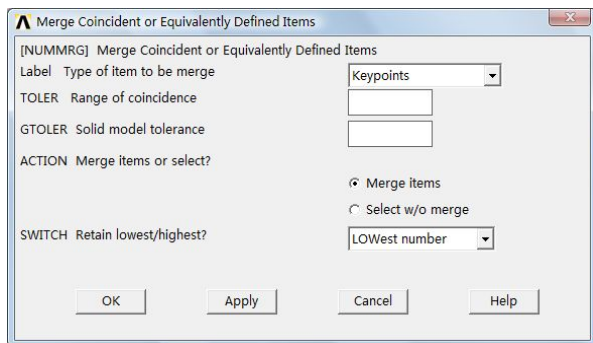 Merge Coincident or Equivalently Defined Items
[NUMMRG] Merge Coincident or Equivalently Defined Items
Label Type of item to be merge
Keypoints
TOLER Range of coincidence
GTOLER Solid model tolerance
ACTION Merge items or select?
Merge items
Select w/o merge
SWITCH Retain lowest/highest?
LOWest number
OK Apply Cancel Help